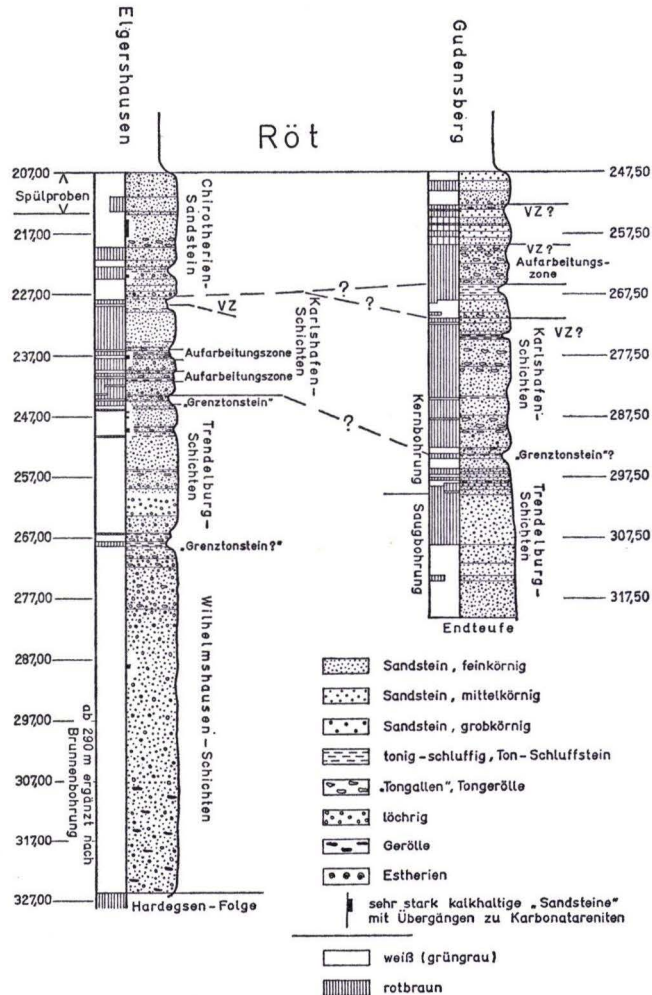 Elgershausen
Gudensberg
Röt
207,00
Spülproben
217,00
227,00
237,00
247,00
257,00
267,00
277,00
287,00
297,00
307,00
317,00
327,00
ab 290 m ergänzt nach
Brunnenbohrung
Chirotherien-
Sandstein
VZ
Karlshafen-
Schichten
Aufarbeitungszone
Aufarbeitungszone
„Grenztonstein"
Trendelburg-
Schichten
„Grenztonstein?"
Wilhelmshausen-Schichten
Hardegsen-Folge
?
?
?
247,50
VZ ?
257,50
VZ?
Aufarbeitungs-
zone
267,50
VZ?
277,50
Karlshafen-
Schichten
287,50
Kernbohrung
„Grenztonstein"?
297,50
Saugbohrung
Trendelburg-
Schichten
307,50
317,50
Endteufe
Sandstein, feinkörnig
Sandstein, mittelkörnig
Sandstein, grobkörnig
tonig-schluffig, Ton-Schluffstein
„Tongallen", Tongerölle
löchrig
Gerölle
Estherien
sehr stark kalkhaltige „Sandsteine"
mit Übergängen zu Karbonatareniten
weiß (grüngrau)
rotbraun